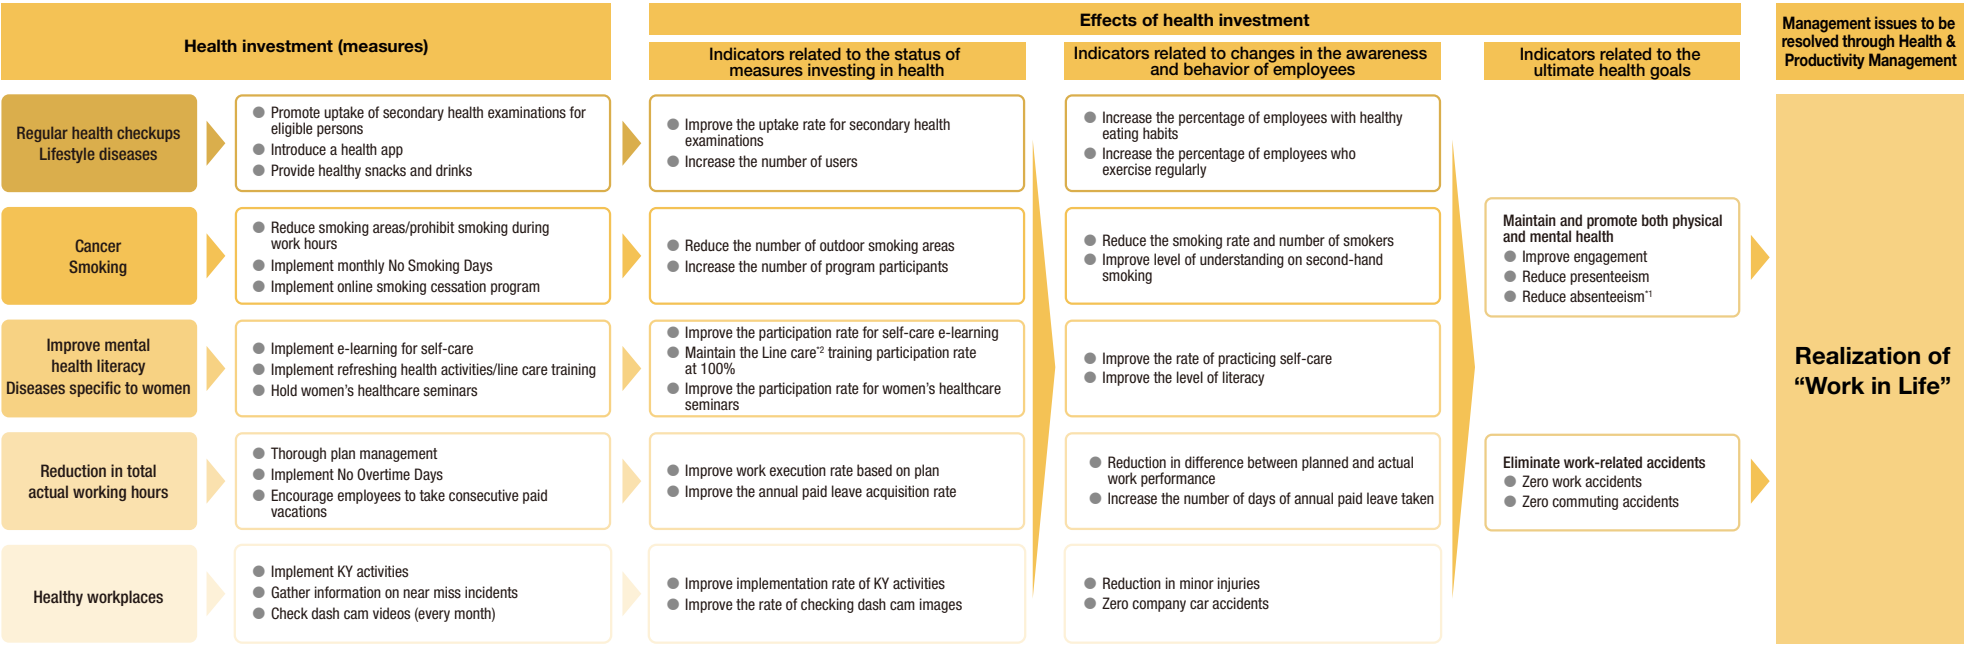 Health investment (measures)
Effects of health investment
Indicators related to the status of
measures investing in health
Indicators related to changes in the awareness
and behavior of employees
Indicators related to the
ultimate health goals
Management issues to be
resolved through Health &
Productivity Management
Regular health checkups
Lifestyle diseases
● Promote uptake of secondary health examinations for
eligible persons
● Introduce a health app
● Provide healthy snacks and drinks
● Improve the uptake rate for secondary health
examinations
● Increase the number of users
● Increase the percentage of employees with healthy
eating habits
● Increase the percentage of employees who
exercise regularly
Cancer
Smoking
● Reduce smoking areas/prohibit smoking during
work hours
● Implement monthly No Smoking Days
● Implement online smoking cessation program
● Reduce the number of outdoor smoking areas
● Increase the number of program participants
● Reduce the smoking rate and number of smokers
● Improve level of understanding on second-hand
smoking
Improve mental
health literacy
Diseases specific to women
● Implement e-learning for self-care
● Implement refreshing health activities/line care training
● Hold women's healthcare seminars
● Improve the participation rate for self-care e-learning
● Maintain the Line care*2 training participation rate
at 100%
● Improve the participation rate for women's healthcare
seminars
● Improve the rate of practicing self-care
● Improve the level of literacy
Reduction in total
actual working hours
● Thorough plan management
● Implement No Overtime Days
● Encourage employees to take consecutive paid
vacations
● Improve work execution rate based on plan
● Improve the annual paid leave acquisition rate
● Reduction in difference between planned and actual
work performance
● Increase the number of days of annual paid leave taken
Healthy workplaces
● Implement KY activities
● Gather information on near miss incidents
● Check dash cam videos (every month)
● Improve implementation rate of KY activities
● Improve the rate of checking dash cam images
● Reduction in minor injuries
● Zero company car accidents
Maintain and promote both physical
and mental health
● Improve engagement
● Reduce presenteeism
● Reduce absenteeism*1
Eliminate work-related accidents
● Zero work accidents
● Zero commuting accidents
Realization of
“Work in Life”